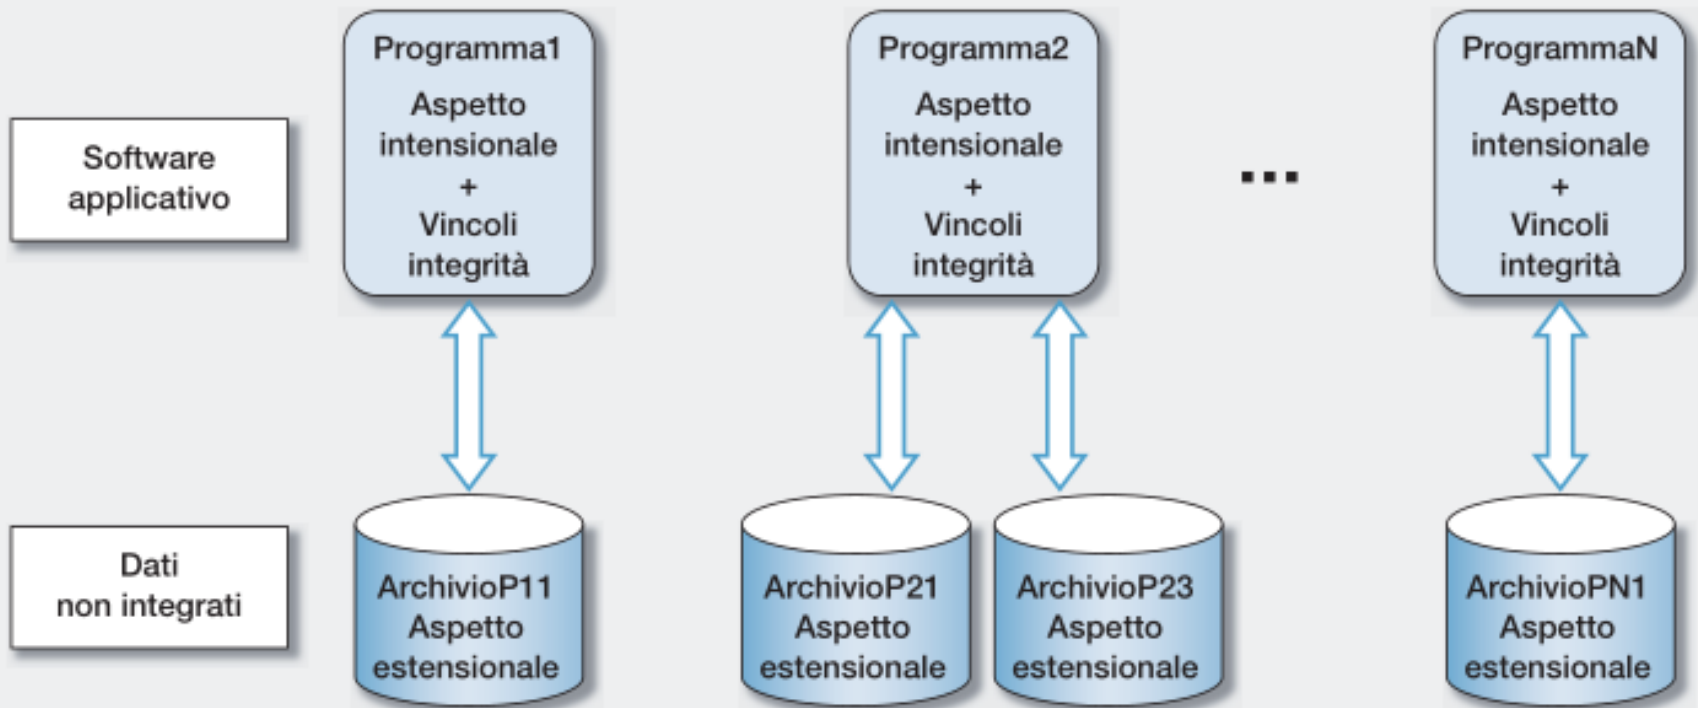 Software
applicativo
Programma1
Aspetto
intensionale
+
Vincoli
integrità
Programma2
Aspetto
intensionale
+
Vincoli
integrità
...
ProgrammaN
Aspetto
intensionale
+
Vincoli
integrità
Dati
non integrati
ArchivioP11
Aspetto
estensionale
ArchivioP21
Aspetto
estensionale
ArchivioP23
Aspetto
estensionale
ArchivioPN1
Aspetto
estensionale